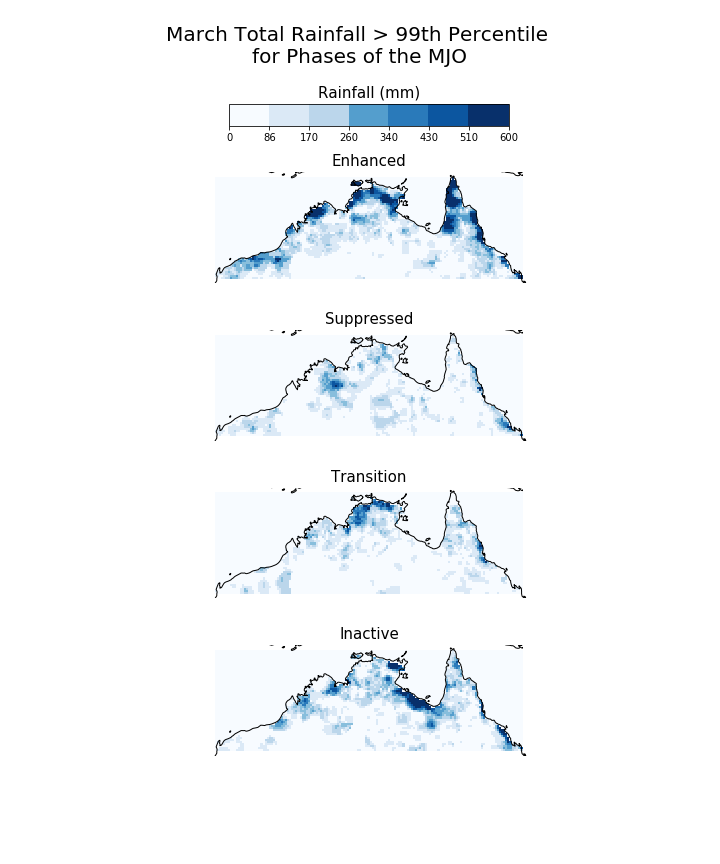 March Total Rainfall > 99th Percentile
for Phases of the MJO
Rainfall (mm)
0 86 170 260 340 430 510 600
Enhanced
Suppressed
Transition
Inactive